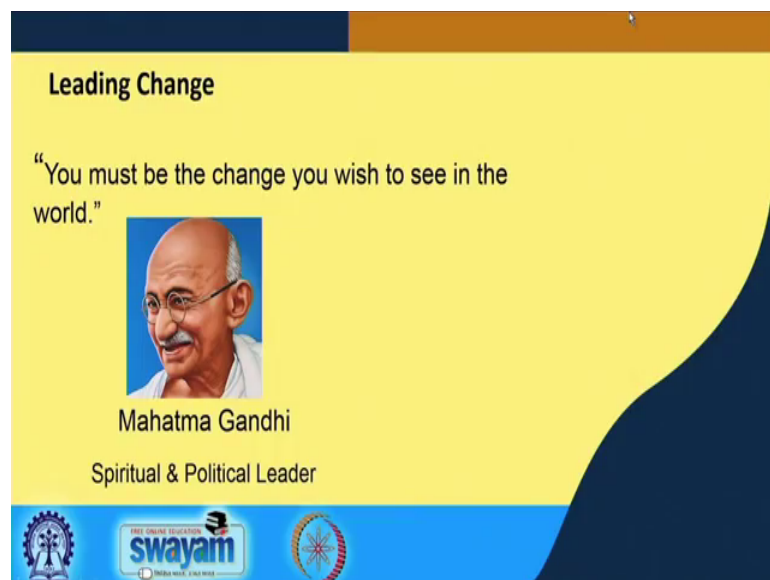 Leading Change
“You must be the change you wish to see in the
world.”
Mahatma Gandhi
Spiritual & Political Leader
FREE ONLINE EDUCATION
swayam